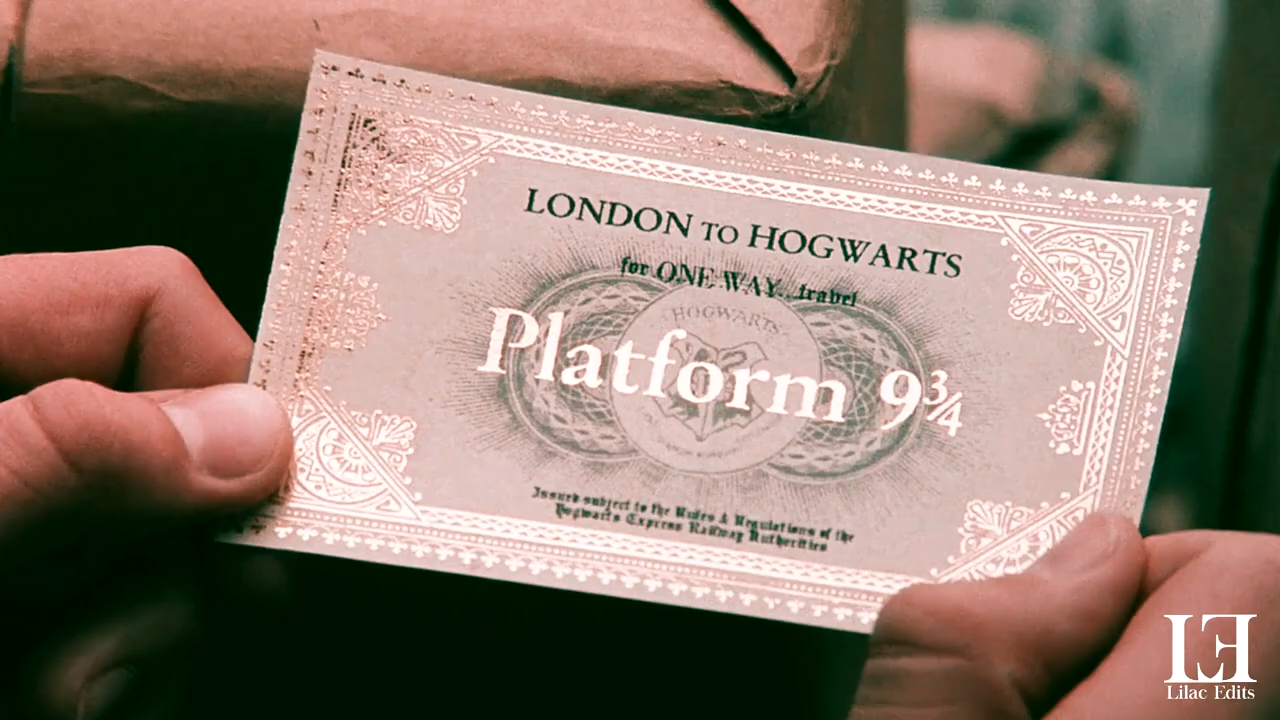 LONDON TO HOGWARTS
for ONE WAY...travel
HOGWARTS
Platform 9¾
Issued subject to the Rules & Regulations of the
Hogwarts Express Railway Authorities
LE
Lilac Edits